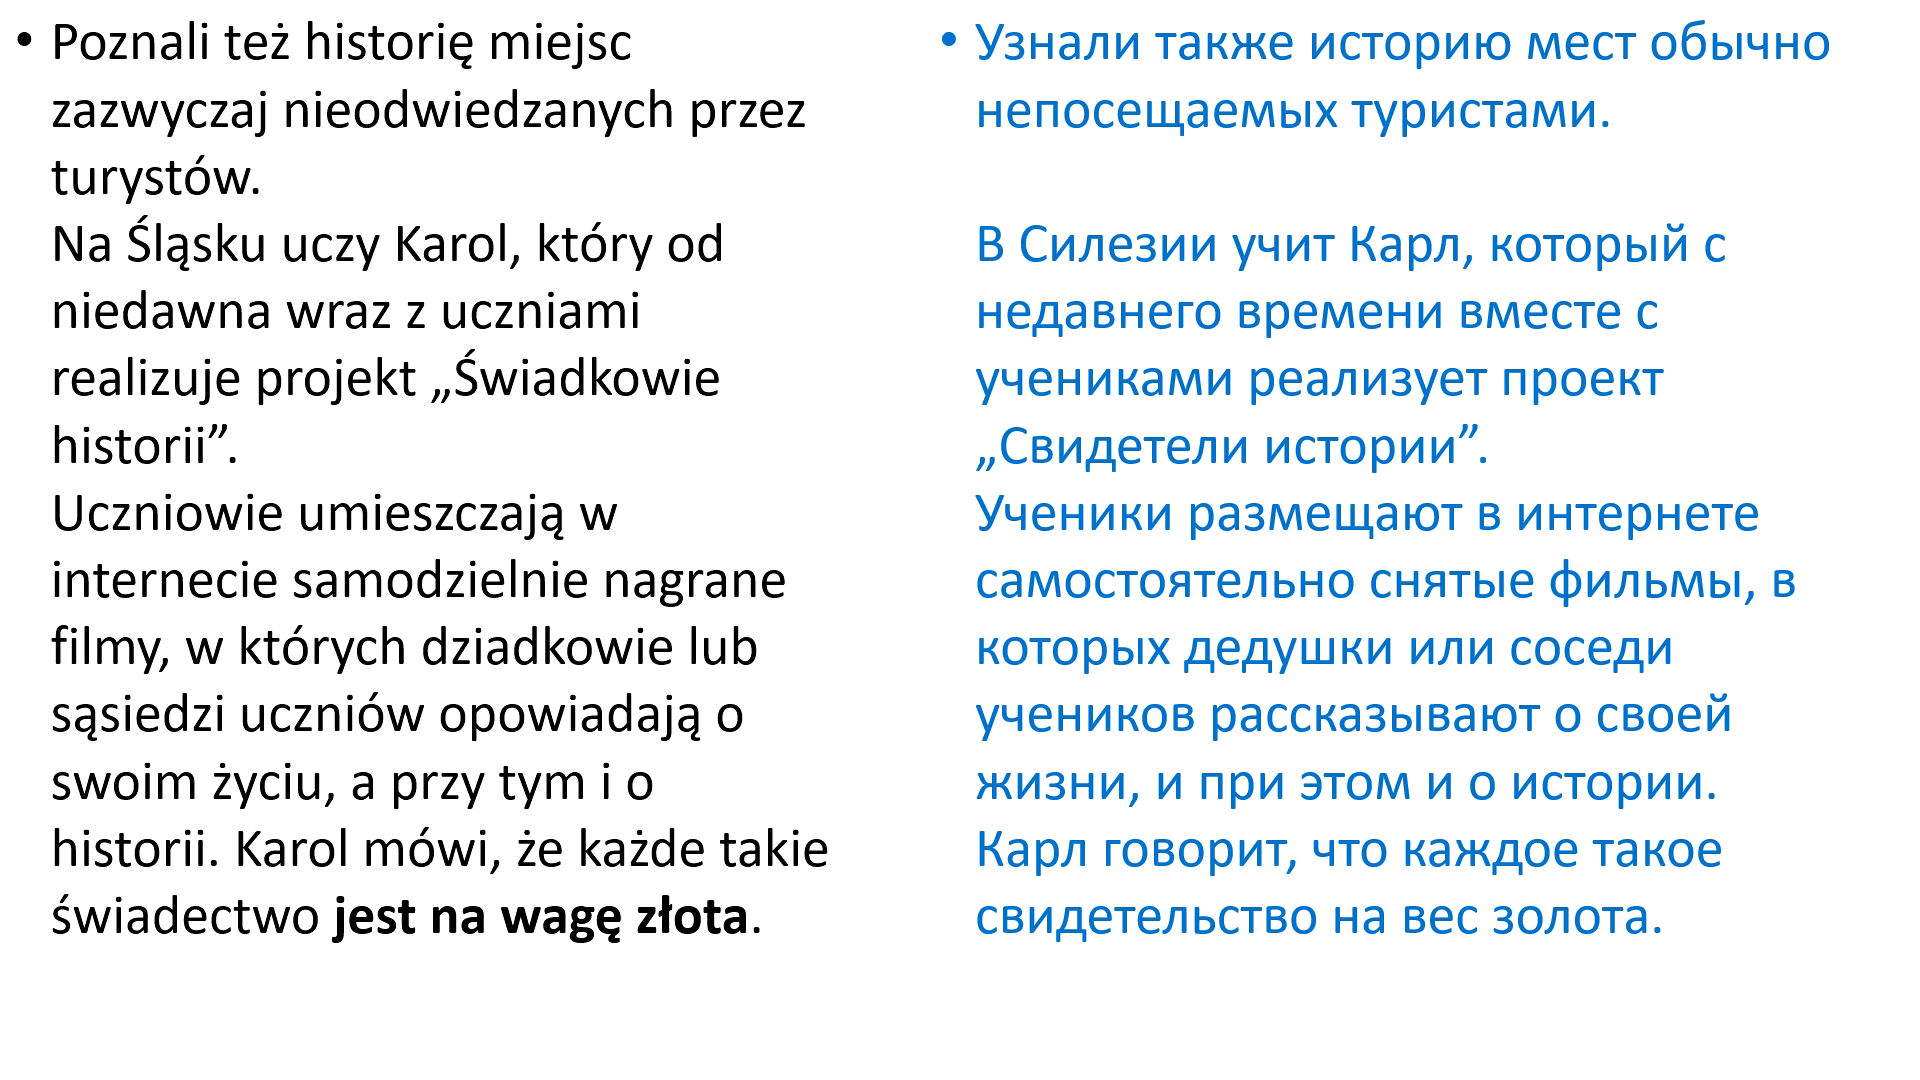 • Poznali też historię miejsc
zazwyczaj nieodwiedzanych przez
turystów.
Na Śląsku uczy Karol, który od
niedawna wraz z uczniami
realizuje projekt „Świadkowie
historii”.
Uczniowie umieszczają w
internecie samodzielnie nagrane
filmy, w których dziadkowie lub
sąsiedzi uczniów opowiadają o
swoim życiu, a przy tym i o
historii. Karol mówi, że każde takie
świadectwo jest na wagę złota.
• Узнали также историю мест обычно
непосещаемых туристами.
В Силезии учит Карл, который с
недавнего времени вместе с
учениками реализует проект
„Свидетели истории”.
Ученики размещают в интернете
самостоятельно снятые фильмы, в
которых дедушки или соседи
учеников рассказывают о своей
жизни, и при этом и о истории.
Карл говорит, что каждое такое
свидетельство на вес золота.